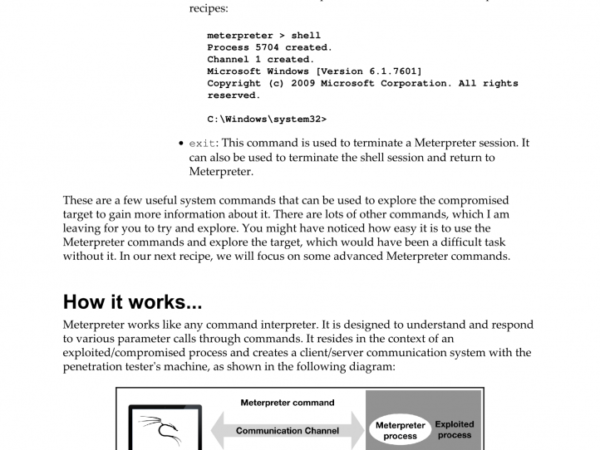 recipes:
meterpreter > shell
Process 5704 created.
Channel 1 created.
Microsoft Windows [Version 6.1.7601]
Copyright (c) 2009 Microsoft Corporation. All rights
reserved.
C:\Windows\system32>
• exit: This command is used to terminate a Meterpreter session. It
can also be used to terminate the shell session and return to
Meterpreter.
These are a few useful system commands that can be used to explore the compromised
target to gain more information about it. There are lots of other commands, which I am
leaving for you to try and explore. You might have noticed how easy it is to use the
Meterpreter commands and explore the target, which would have been a difficult task
without it. In our next recipe, we will focus on some advanced Meterpreter commands.
How it works...
Meterpreter works like any command interpreter. It is designed to understand and respond
to various parameter calls through commands. It resides in the context of an
exploited/compromised process and creates a client/server communication system with the
penetration tester's machine, as shown in the following diagram:
Meterpreter command
Communication Channel
Meterpreter
process
Exploited
process